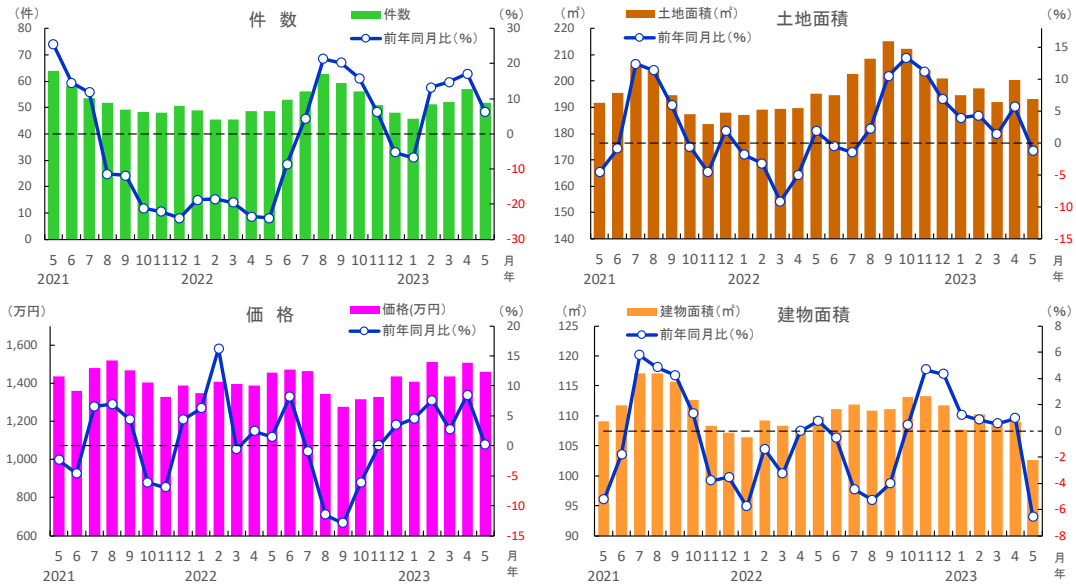 (件) 件 数 (%)
件数
前年同月比(%)
80 30
70 20
60
50 10
40 0
30 -10
20
10 -20
0 -30
5 6 7 8 9 10 11 12 1 2 3 4 5 6 7 8 9 10 11 12 1 2 3 4 5 月
2021 2022 2023 年
(㎡) 土地面積 (%)
土地面積(㎡)
前年同月比(%)
220
210 15
200 10
190 5
180 0
170
160 -5
150 -10
140 -15
5 6 7 8 9 10 11 12 1 2 3 4 5 6 7 8 9 10 11 12 1 2 3 4 5 月
2021 2022 2023 年
(万円) 価 格 (%)
価格(万円)
前年同月比(%)
20
1,600 15
1,400 10
1,200 5
1,000 0
-5
800 -10
600 -15
5 6 7 8 9 10 11 12 1 2 3 4 5 6 7 8 9 10 11 12 1 2 3 4 5 月
2021 2022 2023 年
(㎡) 建物面積 (%)
建物面積(㎡)
前年同月比(%)
125 8
120 6
115 4
110 2
105 0
100 -2
95 -4
90 -6
-8
5 6 7 8 9 10 11 12 1 2 3 4 5 6 7 8 9 10 11 12 1 2 3 4 5 月
2021 2022 2023 年